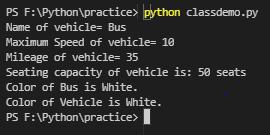 PS F:\Python\practice> python classdemo.py
Name of vehicle= Bus
Maximum Speed of vehicle= 10
Mileage of vehicle= 35
Seating capacity of vehicle is: 50 seats
Color of Bus is White.
Color of Vehicle is White.
PS F:\Python\practice>